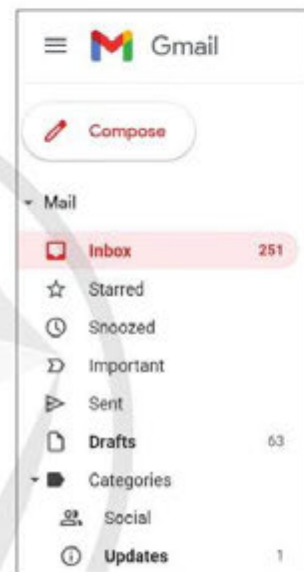 Gmail
Compose
Mail
Inbox 251
Starred
Snoozed
Important
Sent
Drafts 63
Categories
Social
Updates 1